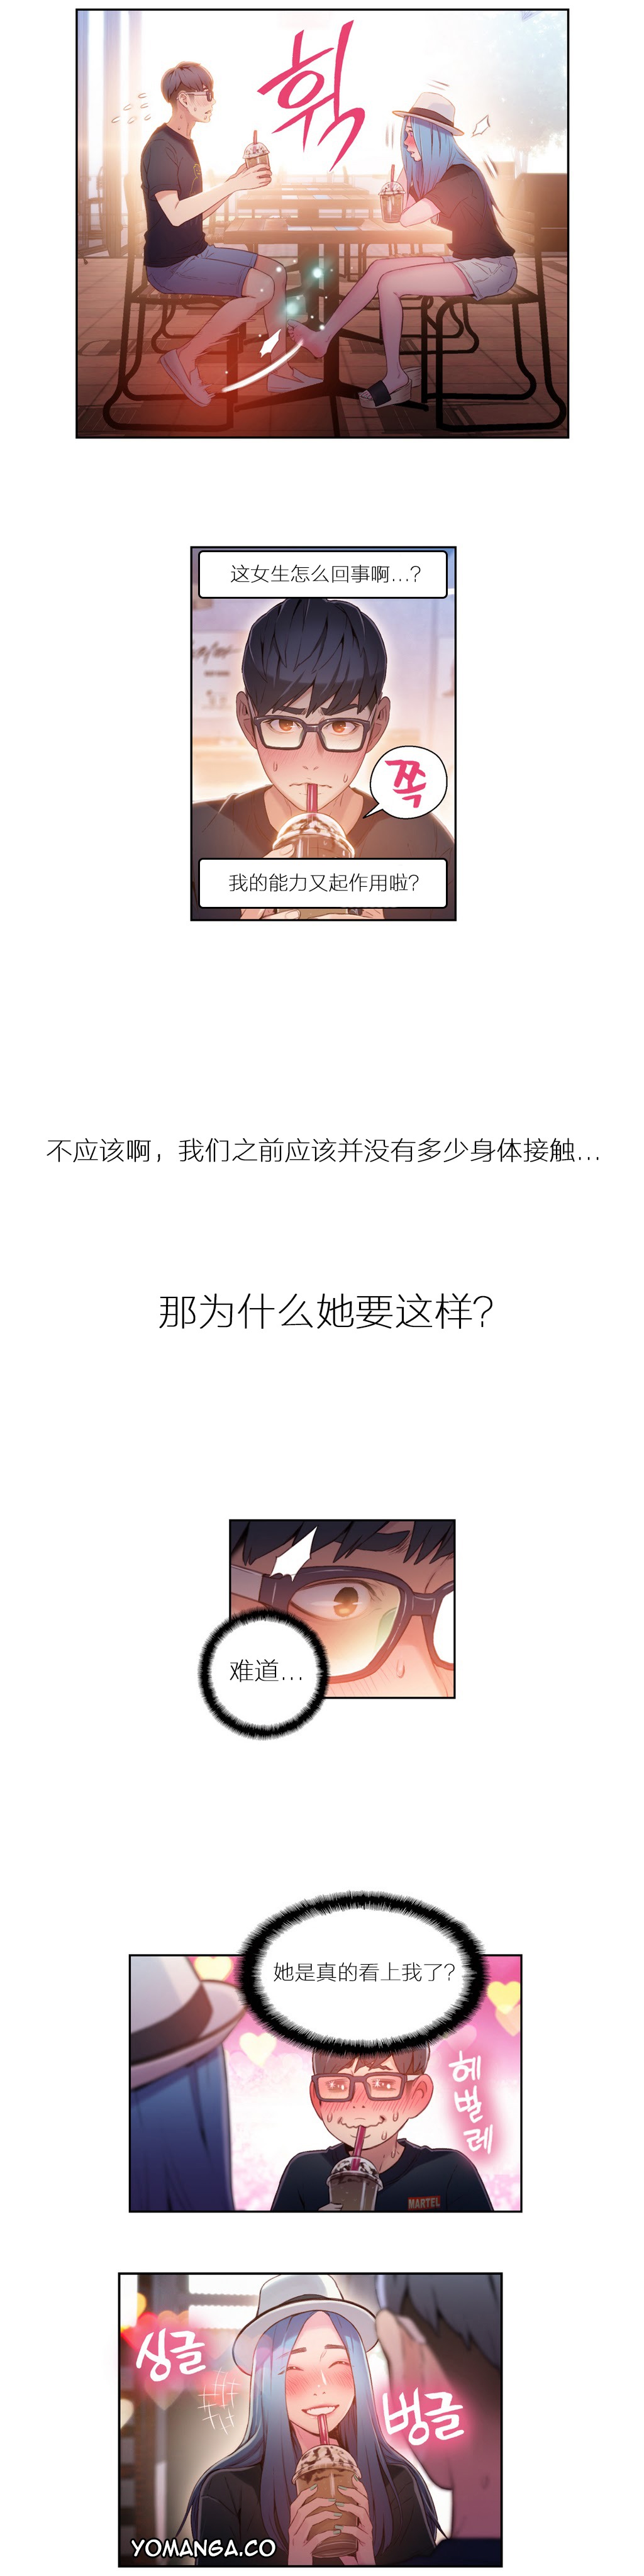 휙
这女生怎么回事啊...?
쪽
我的能力又起作用啦?
不应该啊，我们之前应该并没有多少身体接触...
那为什么她要这样?
难道...
她是真的看上我了?
헤
벌
레
MARTEL
싱글
벙글
YOMANGA.CO